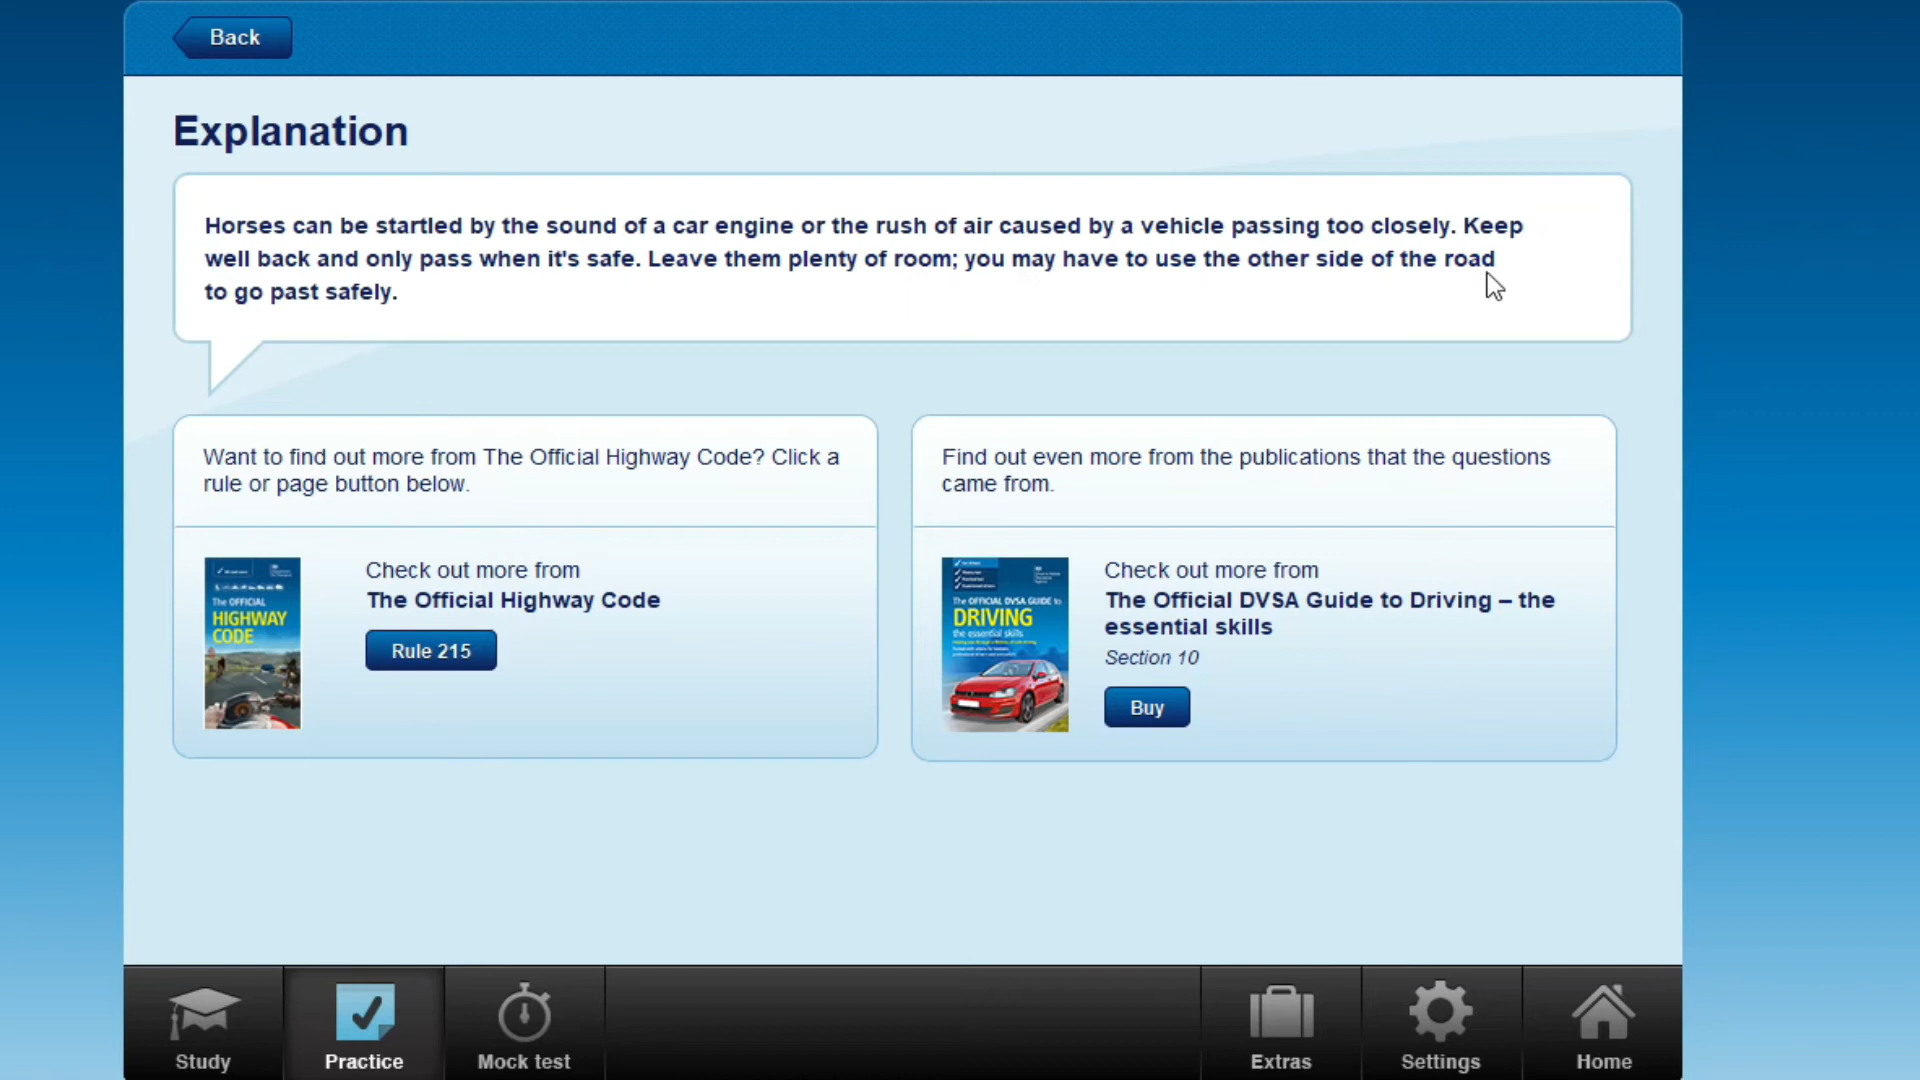 Back
Explanation
Horses can be startled by the sound of a car engine or the rush of air caused by a vehicle passing too closely. Keep
well back and only pass when it's safe. Leave them plenty of room; you may have to use the other side of the road
to go past safely.
Want to find out more from The Official Highway Code? Click a
rule or page button below.
The OFFICIAL
HIGHWAY
CODE
Check out more from
The Official Highway Code
Rule 215
Find out even more from the publications that the questions
came from.
The OFFICIAL DVSA GUIDE to
DRIVING
the essential skills
Check out more from
The Official DVSA Guide to Driving – the
essential skills
Section 10
Buy
Study
Practice
Mock test
Extras
Settings
Home